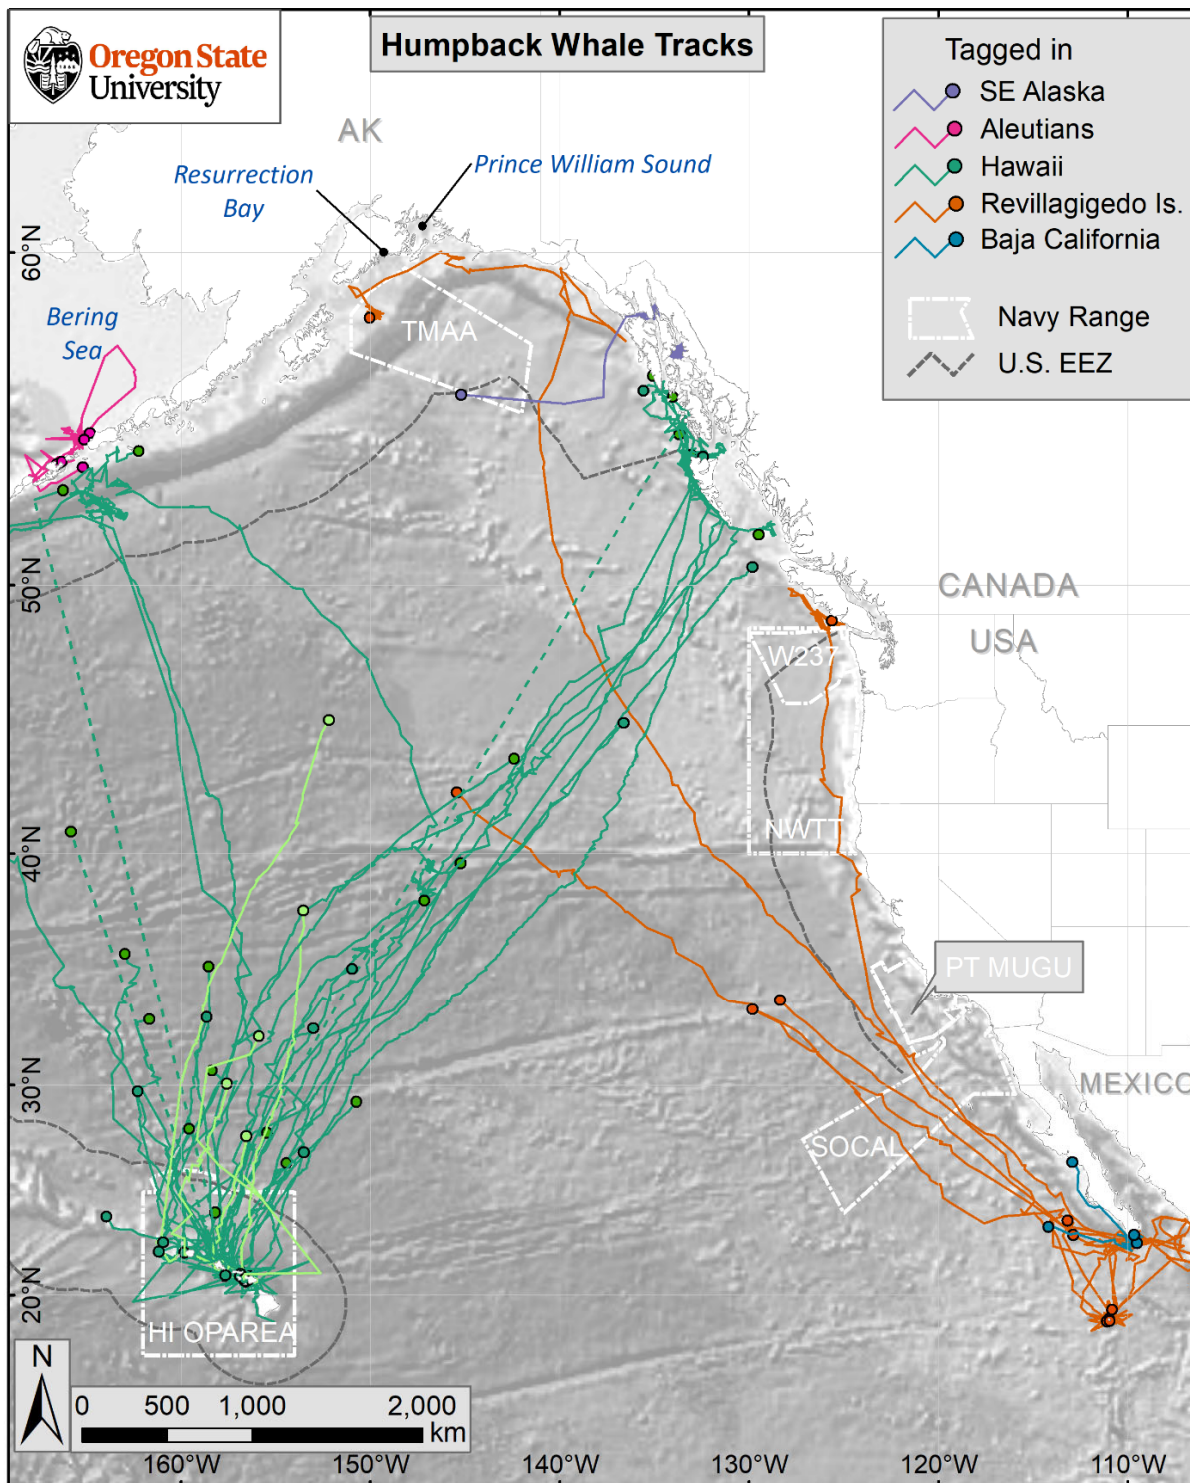 Oregon State
University
Humpback Whale Tracks
Tagged in
SE Alaska
Aleutians
Hawaii
Revillagigedo Is.
Baja California
Navy Range
U.S. EEZ
AK
Resurrection
Bay
Prince William Sound
Bering
Sea
TMAA
CANADA
USA
W237
NWTT
PT MUGU
MEXICO
SOCAL
HI OPAREA
60°N
50°N
40°N
30°N
20°N
N
0 500 1,000 2,000
km
160°W 150°W 140°W 130°W 120°W 110°W